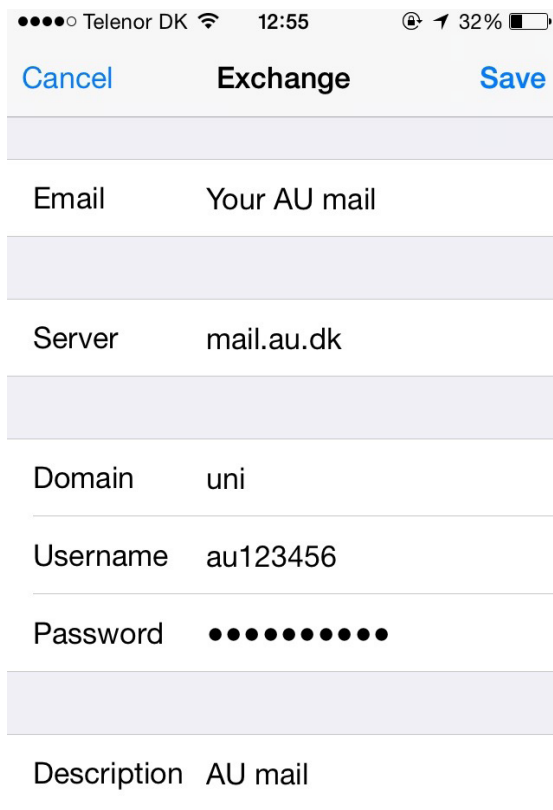 Telenor DK 12:55 32%
Cancel Exchange Save
Email Your AU mail
Server mail.au.dk
Domain uni
Username au123456
Password ●●●●●●●●●●
Description AU mail